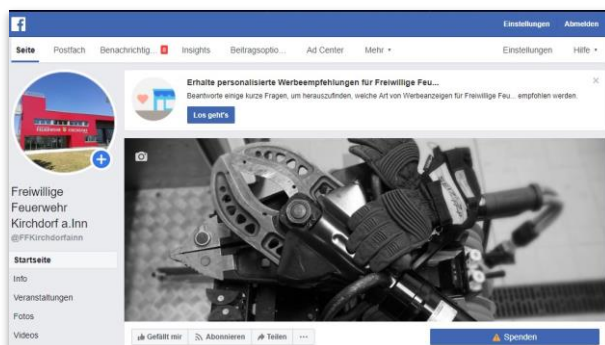 Einstellungen Abmelden
Seite Postfach Benachrichtig... Insights Beitragsoptio... Ad Center Mehr Einstellungen Hilfe
Erhalte personalisierte Werbeempfehlungen für Freiwillige Feu...
Beantworte einige kurze Fragen, um herauszufinden, welche Art von Werbeanzeigen für Freiwillige Feu... empfohlen werden.
Los geht's
Freiwillige
Feuerwehr
Kirchdorf a.Inn
@FFKirchdorfainn
Startseite
Info
Veranstaltungen
Fotos
Videos
Gefällt mir Abonnieren Teilen ... Spenden